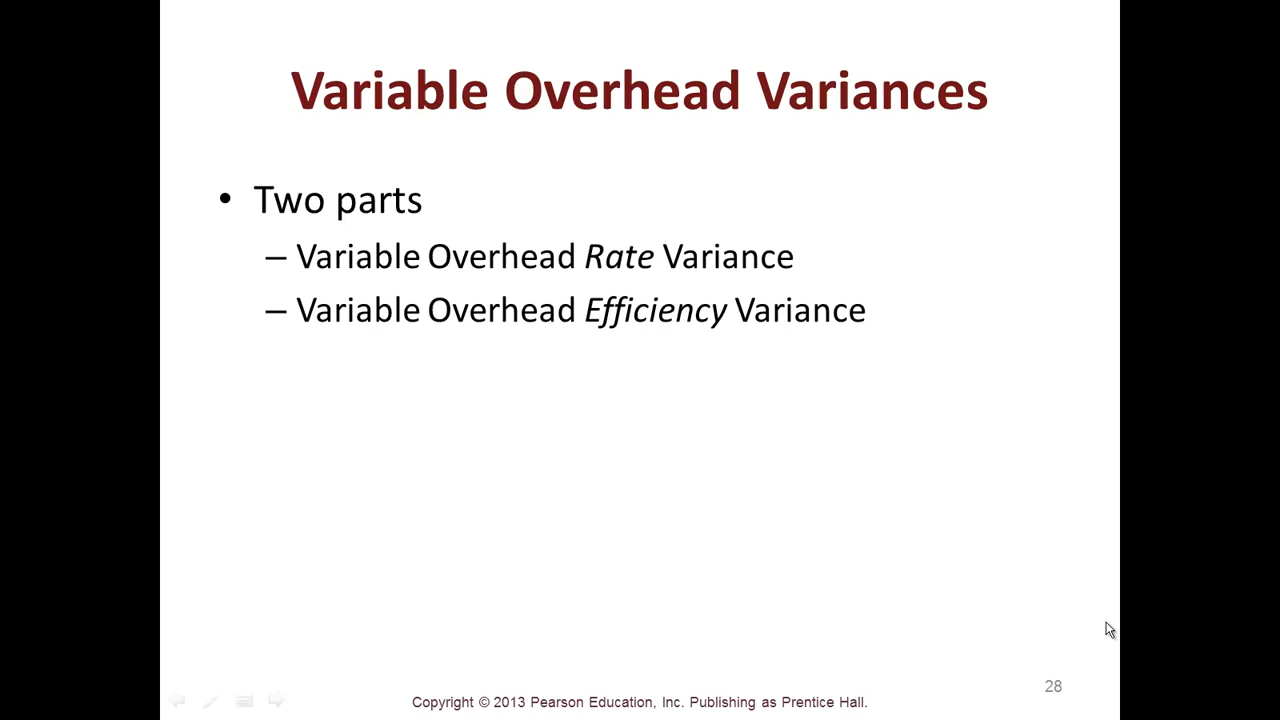 Variable Overhead Variances
• Two parts
– Variable Overhead Rate Variance
– Variable Overhead Efficiency Variance
28
Copyright © 2013 Pearson Education, Inc. Publishing as Prentice Hall.